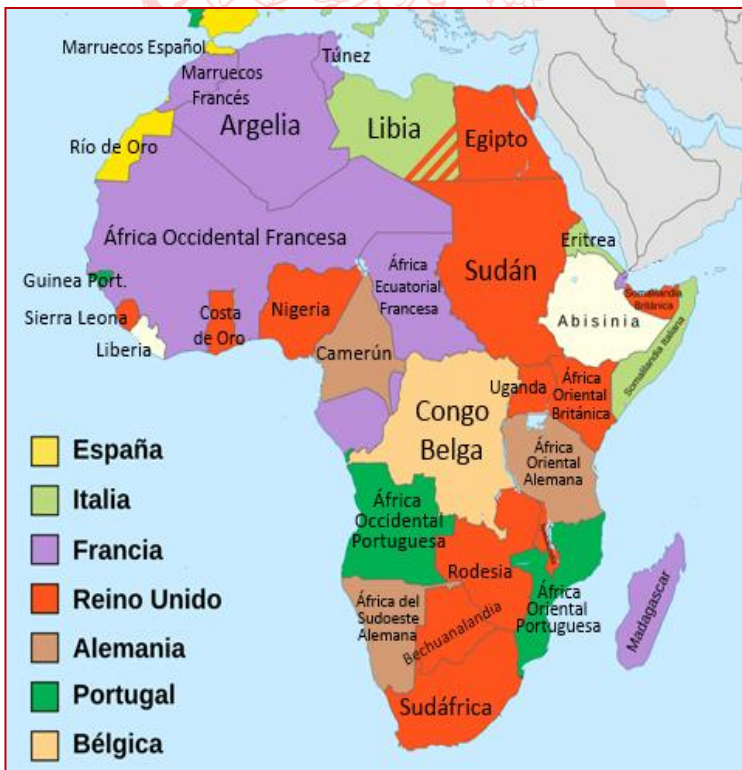 Marruecos Español
Túnez
Marruecos
Francés
Argelia
Libia
Egipto
Río de Oro
África Occidental Francesa
Eritrea
Sudán
África
Ecuatorial
Francesa
Guinea Port.
Somalilandia
Británica
Sierra Leona
Costa
de Oro
Nigeria
Abisinia
Liberia
Camerún
Somalilandia Italiana
Uganda
África
Oriental
Británica
Congo
Belga
África
Oriental
Alemana
África
Occidental
Portuguesa
Rodesia
África
Oriental
Portuguesa
África del
Sudoeste
Alemana
Bechuanalandia
Madagascar
Sudáfrica
España
Italia
Francia
Reino Unido
Alemania
Portugal
Bélgica